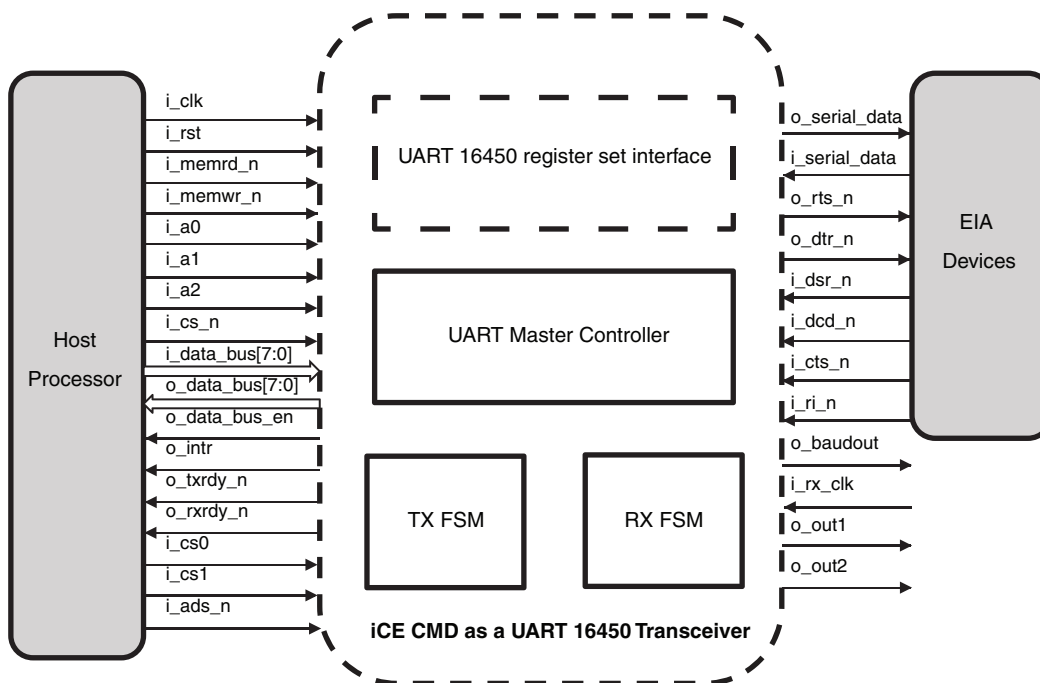 Host
Processor
i_clk
i_rst
i_memrd_n
i_memwr_n
i_a0
i_a1
i_a2
i_cs_n
i_data_bus[7:0]
o_data_bus[7:0]
o_data_bus_en
o_intr
o_txrdy_n
o_rxrdy_n
i_cs0
i_cs1
i_ads_n
UART 16450 register set interface
UART Master Controller
TX FSM
RX FSM
iCE CMD as a UART 16450 Transceiver
o_serial_data
i_serial_data
o_rts_n
o_dtr_n
i_dsr_n
i_dcd_n
i_cts_n
i_ri_n
o_baudout
i_rx_clk
o_out1
o_out2
EIA
Devices